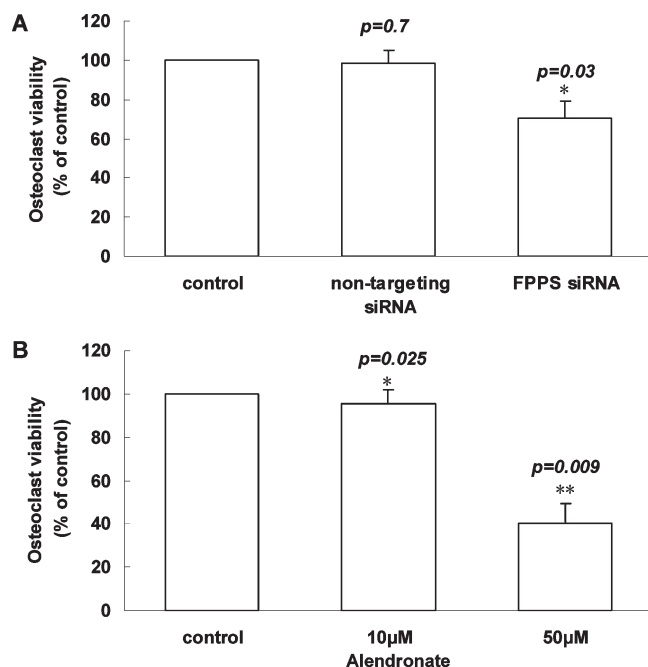 A
Osteoclast viability
(% of control)
120
100
80
60
40
20
0
p=0.7
p=0.03
*
control
non-targeting
siRNA
FPPS siRNA
B
Osteoclast viability
(% of control)
120
100
80
60
40
20
0
p=0.025
*
p=0.009
**
control
10µM
50µM
Alendronate